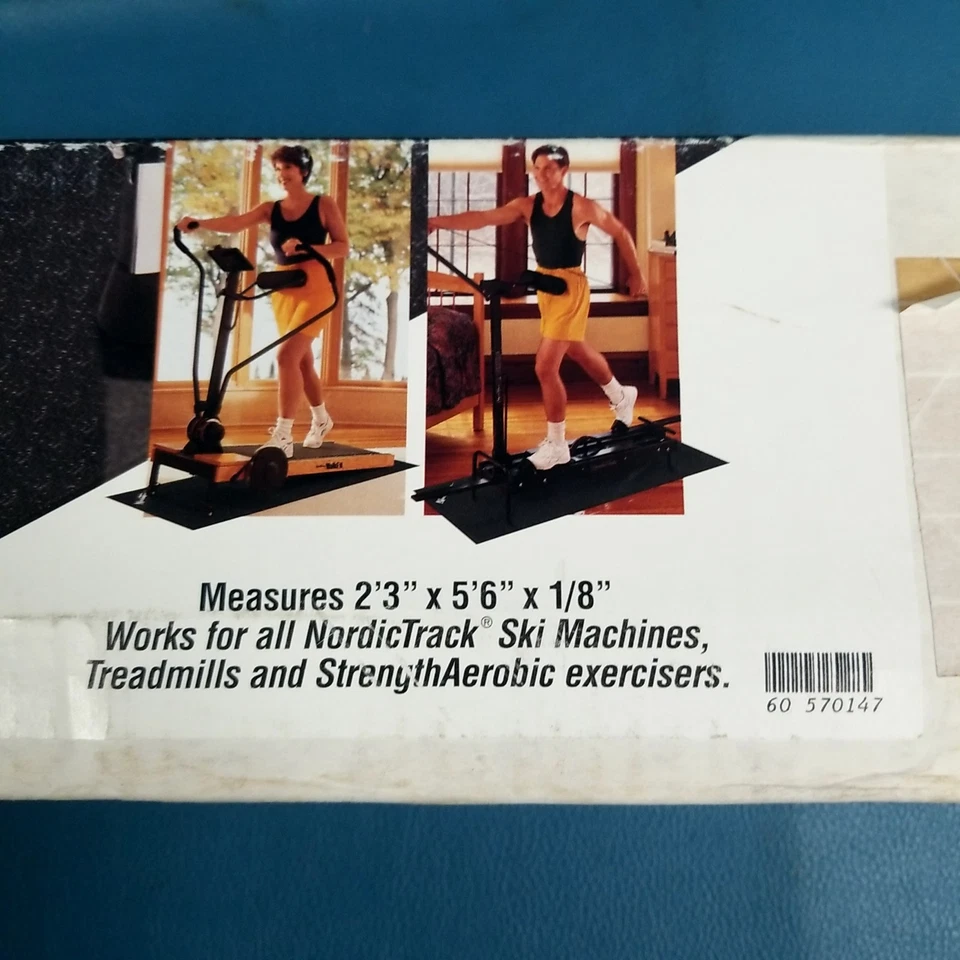 Measures 2'3" x 5'6" x 1/8"
Works for all NordicTrack® Ski Machines,
Treadmills and StrengthAerobic exercisers.
60 570147